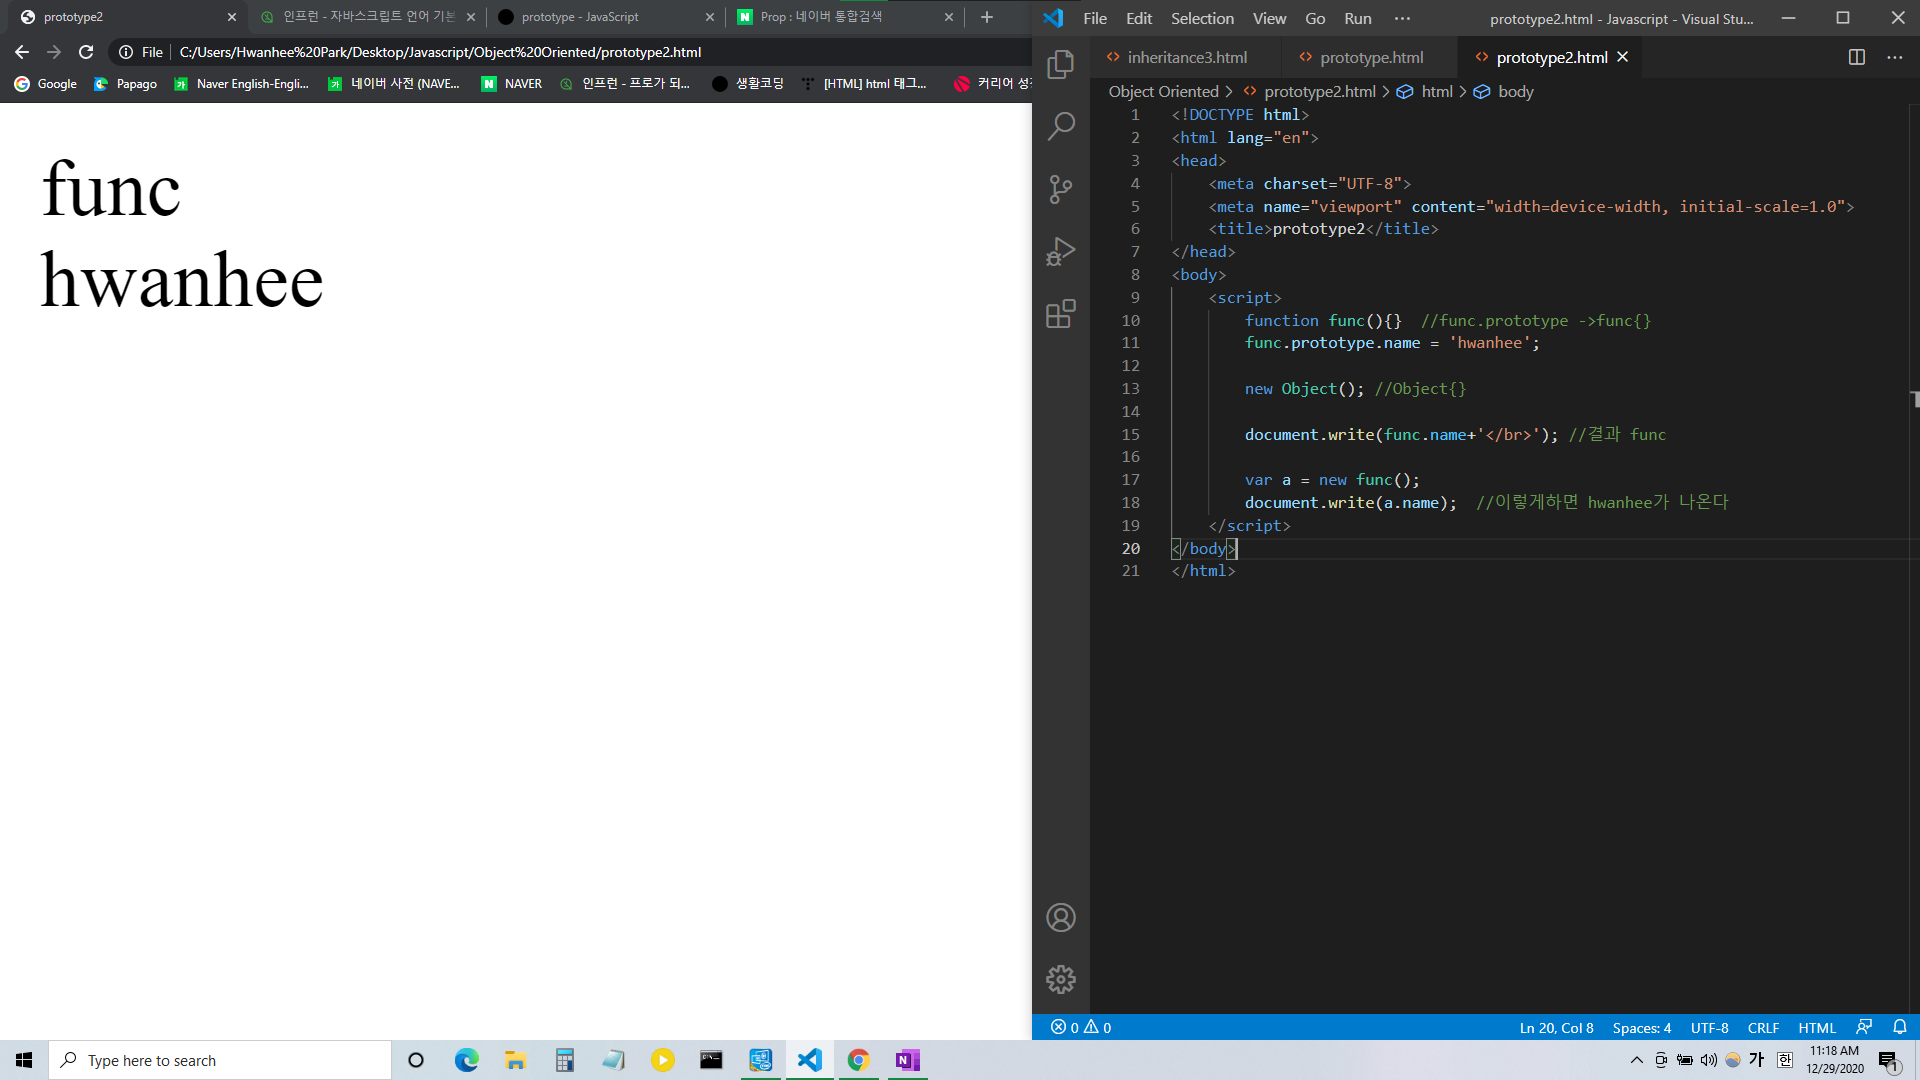 prototype2
인프런 - 자바스크립트 언어 기본
prototype - JavaScript
Prop : 네이버 통합검색
File
C:/Users/Hwanhee%20Park/Desktop/Javascript/Object%20Oriented/prototype2.html
Google
Papago
Naver English-Engli...
네이버 사전 (NAVE...
NAVER
인프런 - 프로가 되...
생활코딩
[HTML] html 태그...
커리어
func
hwanhee
File Edit Selection View Go Run ···
prototype2.html - Javascript - Visual Stu...
inheritance3.html
prototype.html
prototype2.html
Object Oriented > prototype2.html > html > body
1 <!DOCTYPE html>
2 <html lang="en">
3 <head>
4 <meta charset="UTF-8">
5 <meta name="viewport" content="width=device-width, initial-scale=1.0">
6 <title>prototype2</title>
7 </head>
8 <body>
9 <script>
10 function func(){} //func.prototype ->func{}
11 func.prototype.name = 'hwanhee';
12
13 new Object(); //Object{}
14
15 document.write(func.name+'</br>'); //결과 func
16
17 var a = new func();
18 document.write(a.name); //이렇게하면 hwanhee가 나온다
19 </script>
20 </body>
21 </html>
0 0
Ln 20, Col 8
Spaces: 4
UTF-8
CRLF
HTML
Type here to search
가
한
11:18 AM
12/29/2020
1